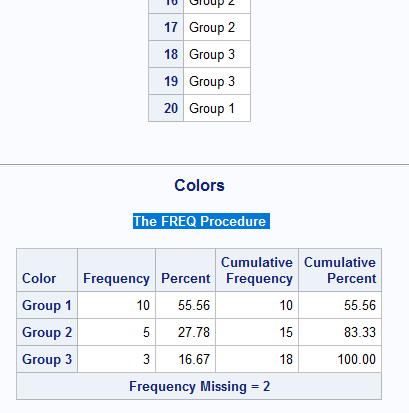 16 Group 2
17 Group 2
18 Group 3
19 Group 3
20 Group 1
Colors
The FREQ Procedure
Color Frequency Percent Cumulative Frequency Cumulative Percent
Group 1 10 55.56 10 55.56
Group 2 5 27.78 15 83.33
Group 3 3 16.67 18 100.00
Frequency Missing = 2